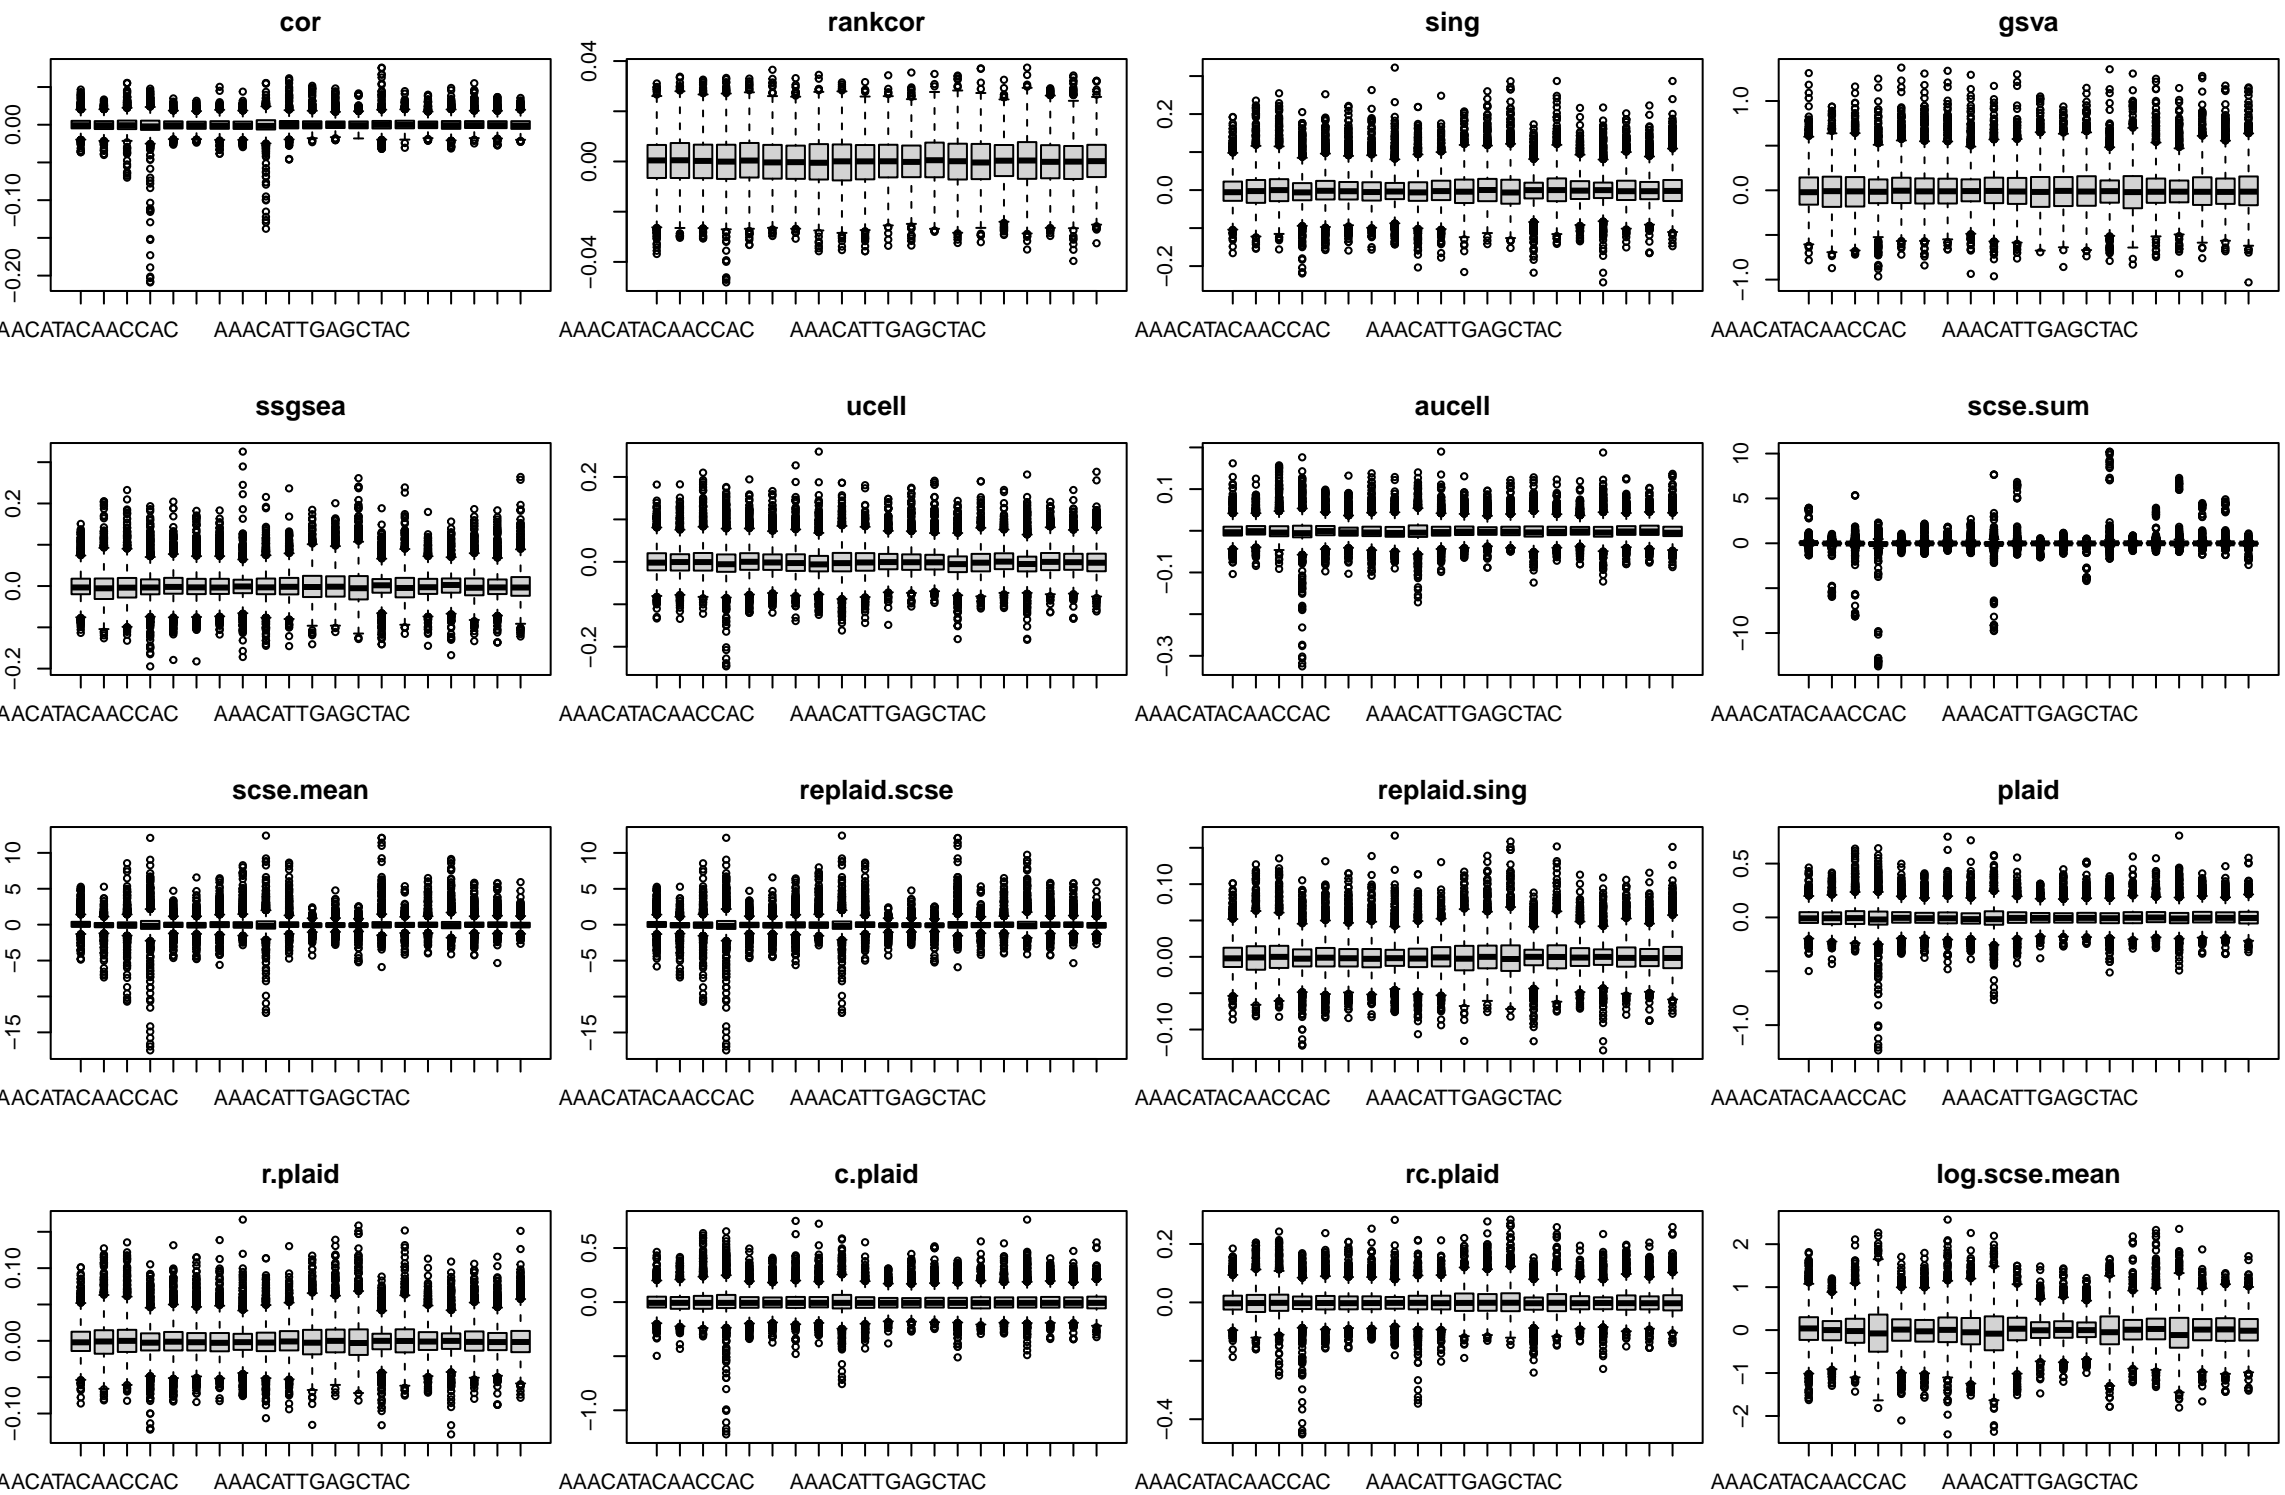 cor
0.00
−0.10
−0.20
AACATACAACCAC AAACATTGAGCTAC
rankcor
0.04
0.00
−0.04
AAACATACAACCAC AAACATTGAGCTAC
sing
0.2
0.0
−0.2
AAACATACAACCAC AAACATTGAGCTAC
gsva
1.0
0.0
−1.0
AAACATACAACCAC AAACATTGAGCTAC
ssgsea
0.2
0.0
−0.2
AACATACAACCAC AAACATTGAGCTAC
ucell
0.2
0.0
−0.2
AAACATACAACCAC AAACATTGAGCTAC
aucell
0.1
−0.1
−0.3
AAACATACAACCAC AAACATTGAGCTAC
scse.sum
10
5
0
−10
AAACATACAACCAC AAACATTGAGCTAC
scse.mean
10
5
0
−5
−15
AACATACAACCAC AAACATTGAGCTAC
replaid.scse
10
5
0
−5
−15
AAACATACAACCAC AAACATTGAGCTAC
replaid.sing
0.10
0.00
−0.10
AAACATACAACCAC AAACATTGAGCTAC
plaid
0.5
0.0
−1.0
AAACATACAACCAC AAACATTGAGCTAC
r.plaid
0.10
0.00
−0.10
AACATACAACCAC AAACATTGAGCTAC
c.plaid
0.5
0.0
−1.0
AAACATACAACCAC AAACATTGAGCTAC
rc.plaid
0.2
0.0
−0.4
AAACATACAACCAC AAACATTGAGCTAC
log.scse.mean
2
1
0
−1
−2
AAACATACAACCAC AAACATTGAGCTAC